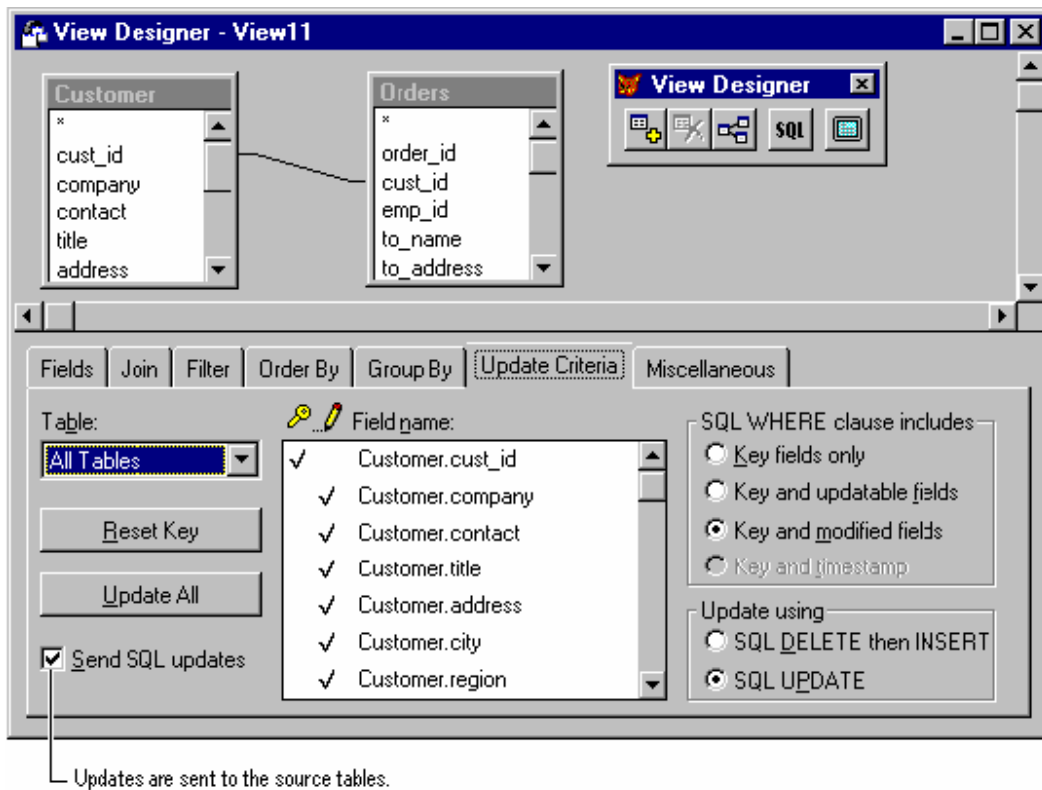 View Designer - View11
Customer
*
cust_id
company
contact
title
address
Orders
*
order_id
cust_id
emp_id
to_name
to_address
View Designer
SQL
Fields
Join
Filter
Order By
Group By
Update Criteria
Miscellaneous
Table:
All Tables
Reset Key
Update All
Send SQL updates
Field name:
Customer.cust_id
Customer.company
Customer.contact
Customer.title
Customer.address
Customer.city
Customer.region
SQL WHERE clause includes
Key fields only
Key and updatable fields
Key and modified fields
Key and timestamp
Update using
SQL DELETE then INSERT
SQL UPDATE
Updates are sent to the source tables.